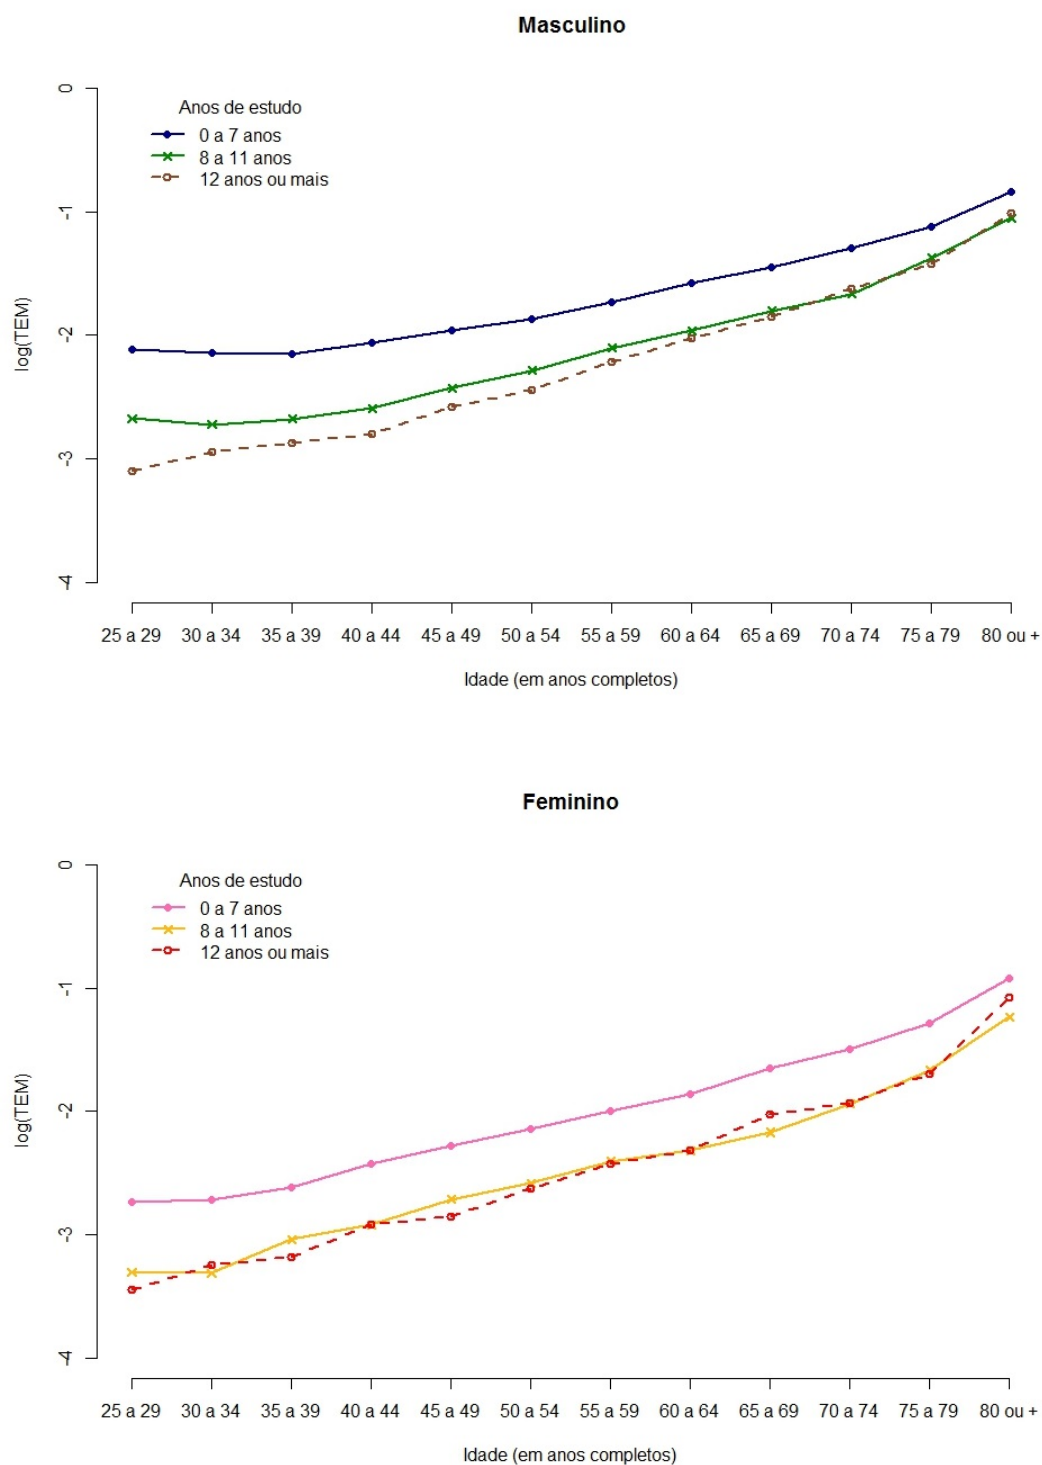 Masculino
0
Anos de estudo
0 a 7 anos
8 a 11 anos
12 anos ou mais
-1
-2
log(TEM)
-3
-4
25 a 29 30 a 34 35 a 39 40 a 44 45 a 49 50 a 54 55 a 59 60 a 64 65 a 69 70 a 74 75 a 79 80 ou +
Idade (em anos completos)
Feminino
0
Anos de estudo
0 a 7 anos
8 a 11 anos
12 anos ou mais
-1
-2
log(TEM)
-3
-4
25 a 29 30 a 34 35 a 39 40 a 44 45 a 49 50 a 54 55 a 59 60 a 64 65 a 69 70 a 74 75 a 79 80 ou +
Idade (em anos completos)